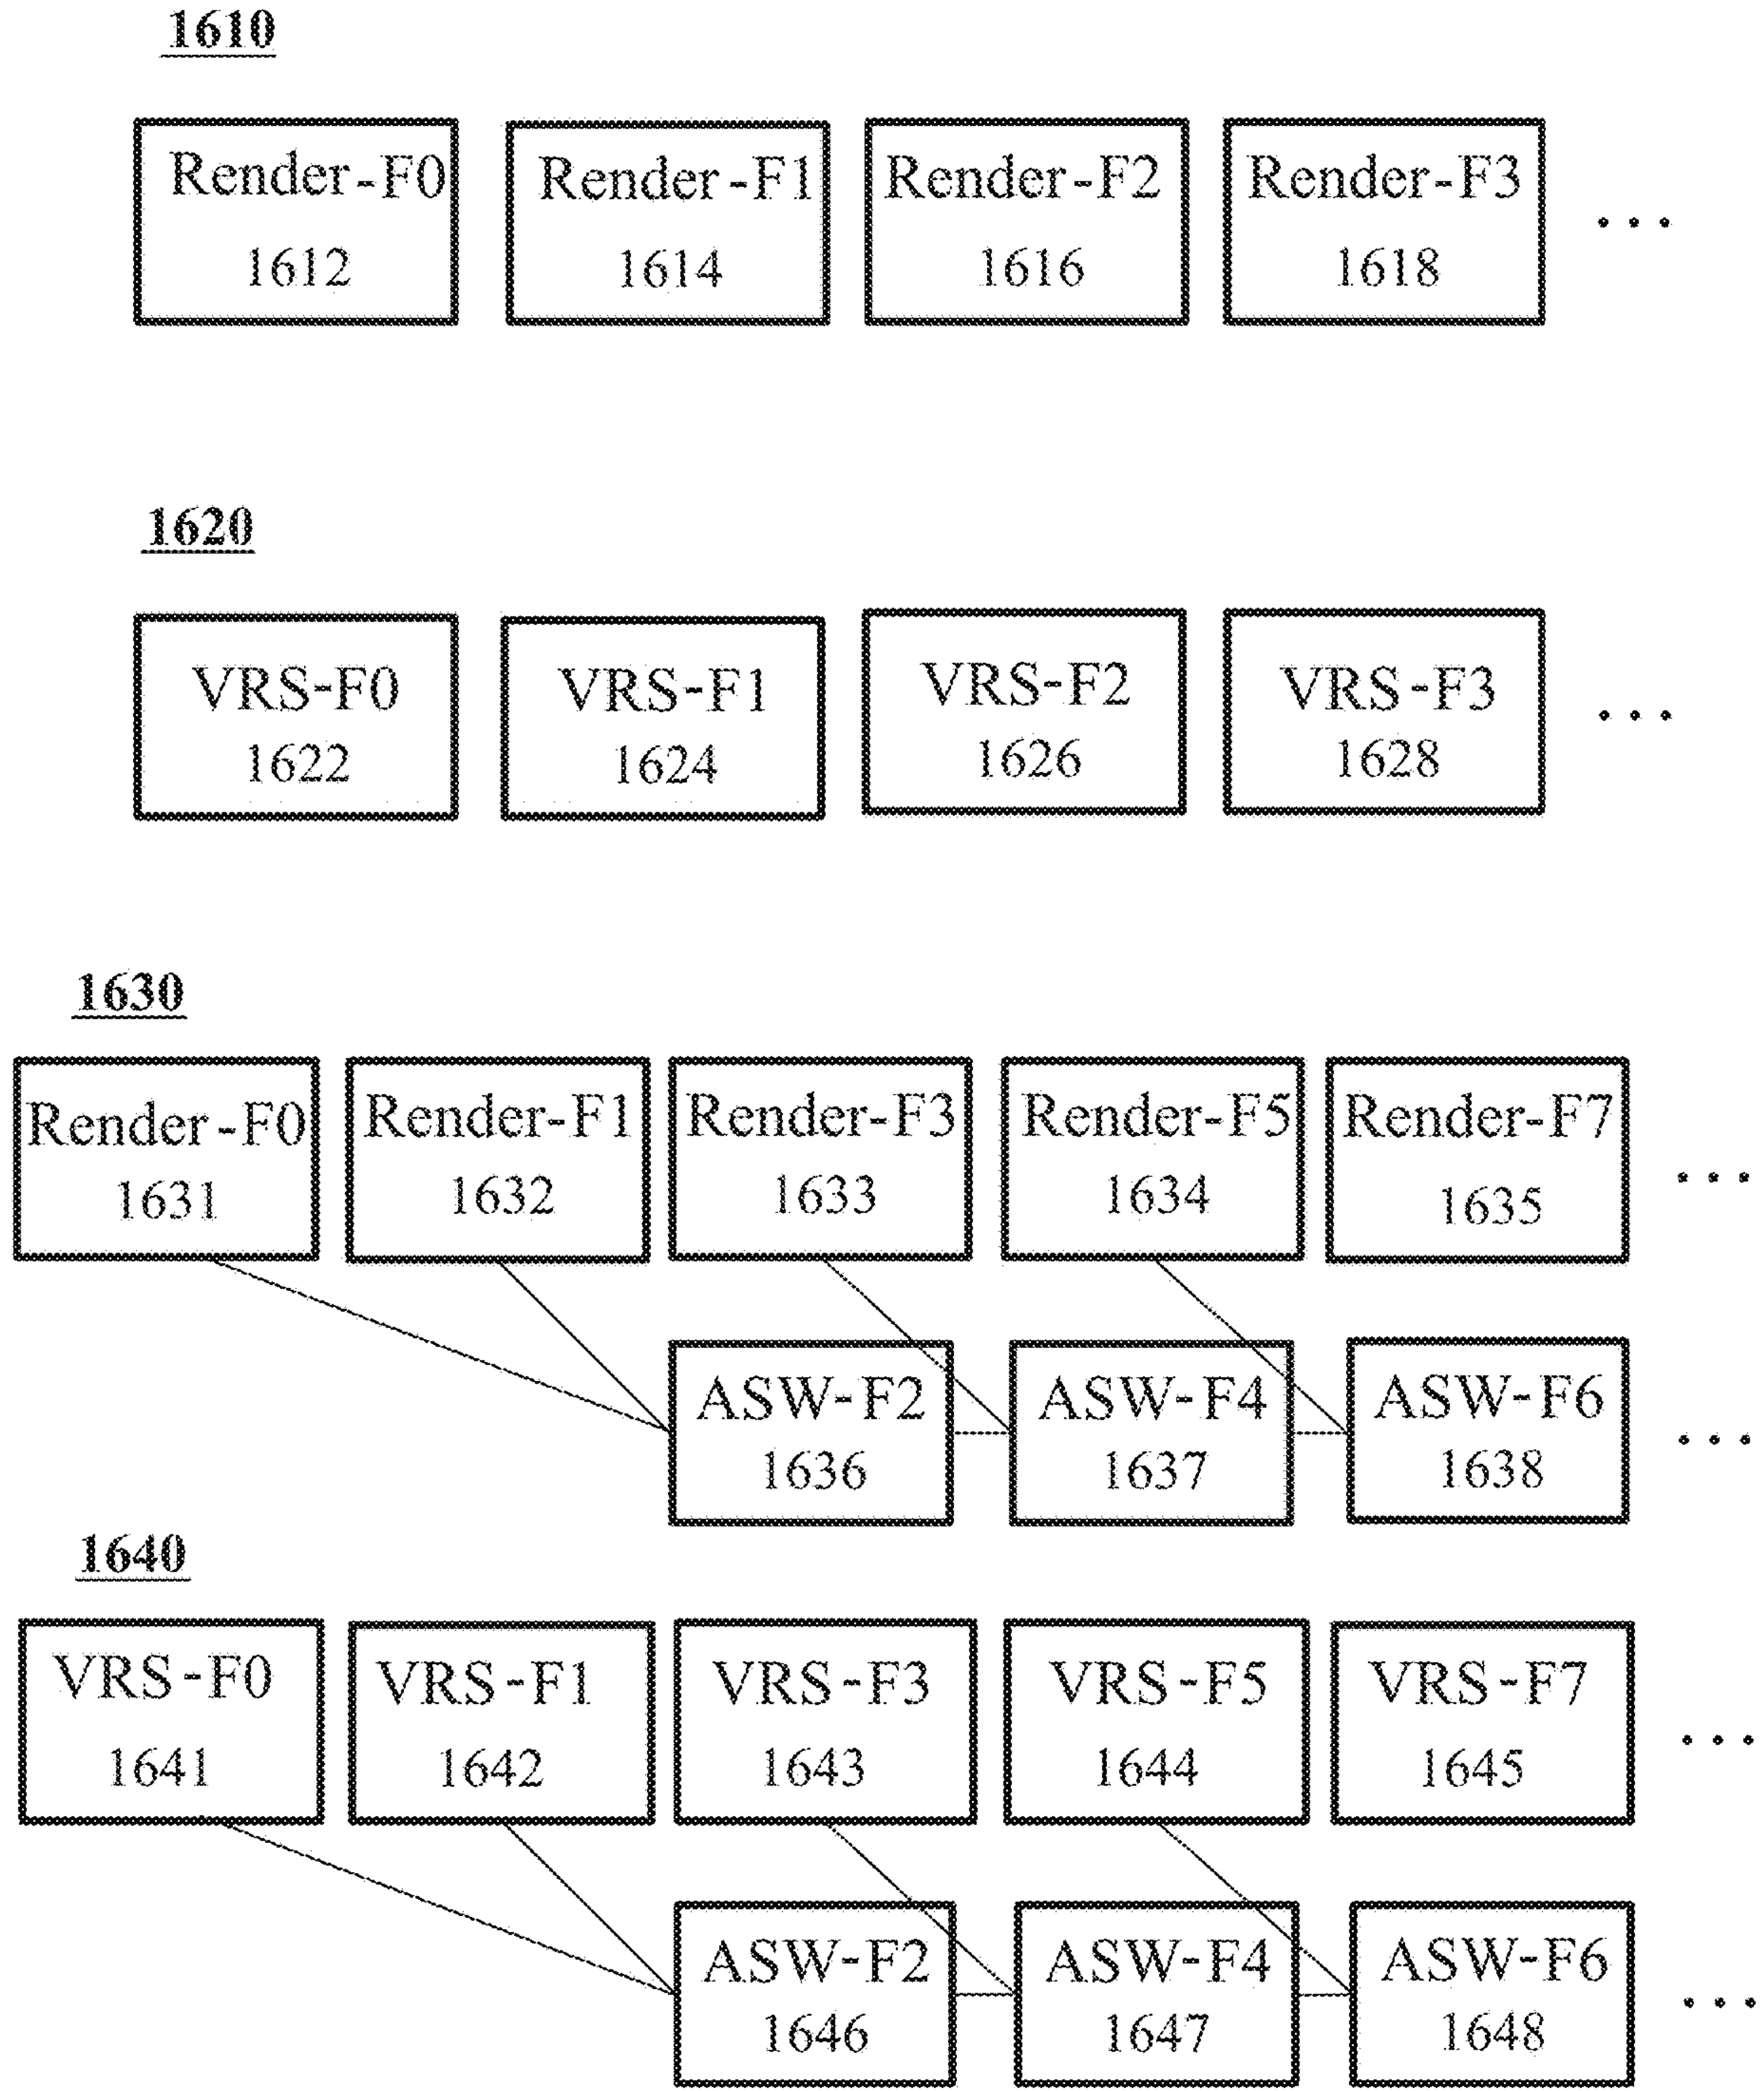 1610
Render-F0 Render-F1 Render-F2 Render-F3
1612 1614 1616 1618 ...
1620
VRS-F0 VRS-F1 VRS-F2 VRS-F3
1622 1624 1626 1628 ...
1630
Render-F0 Render-F1 Render-F3 Render-F5 Render-F7
1631 1632 1633 1634 1635 ...
ASW-F2 ASW-F4 ASW-F6
1636 1637 1638 ...
1640
VRS-F0 VRS-F1 VRS-F3 VRS-F5 VRS-F7
1641 1642 1643 1644 1645 ...
ASW-F2 ASW-F4 ASW-F6
1646 1647 1648 ...